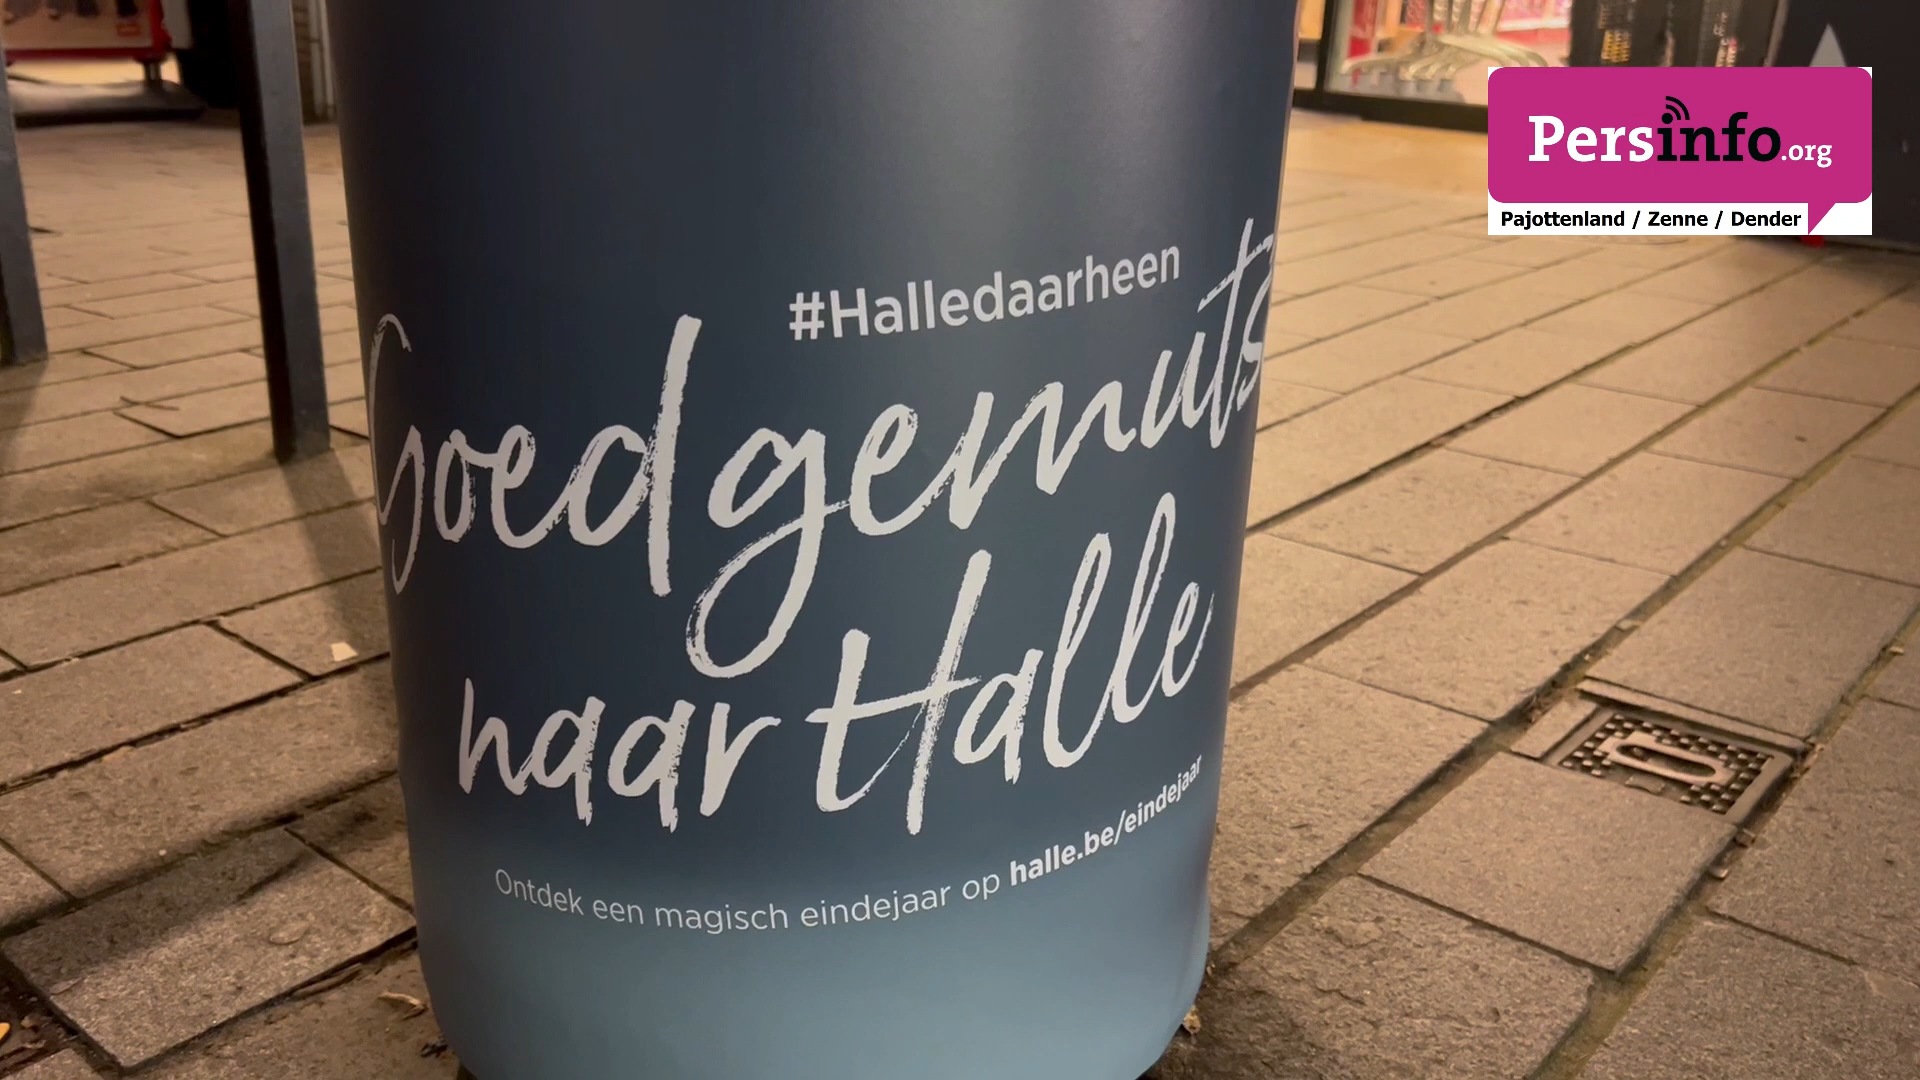 Persinfo.org
Pajottenland / Zenne / Dender
#Halledaarheen
Goedgemuts
naar Halle
Ontdek een magisch eindejaar op halle.be/eindejaar